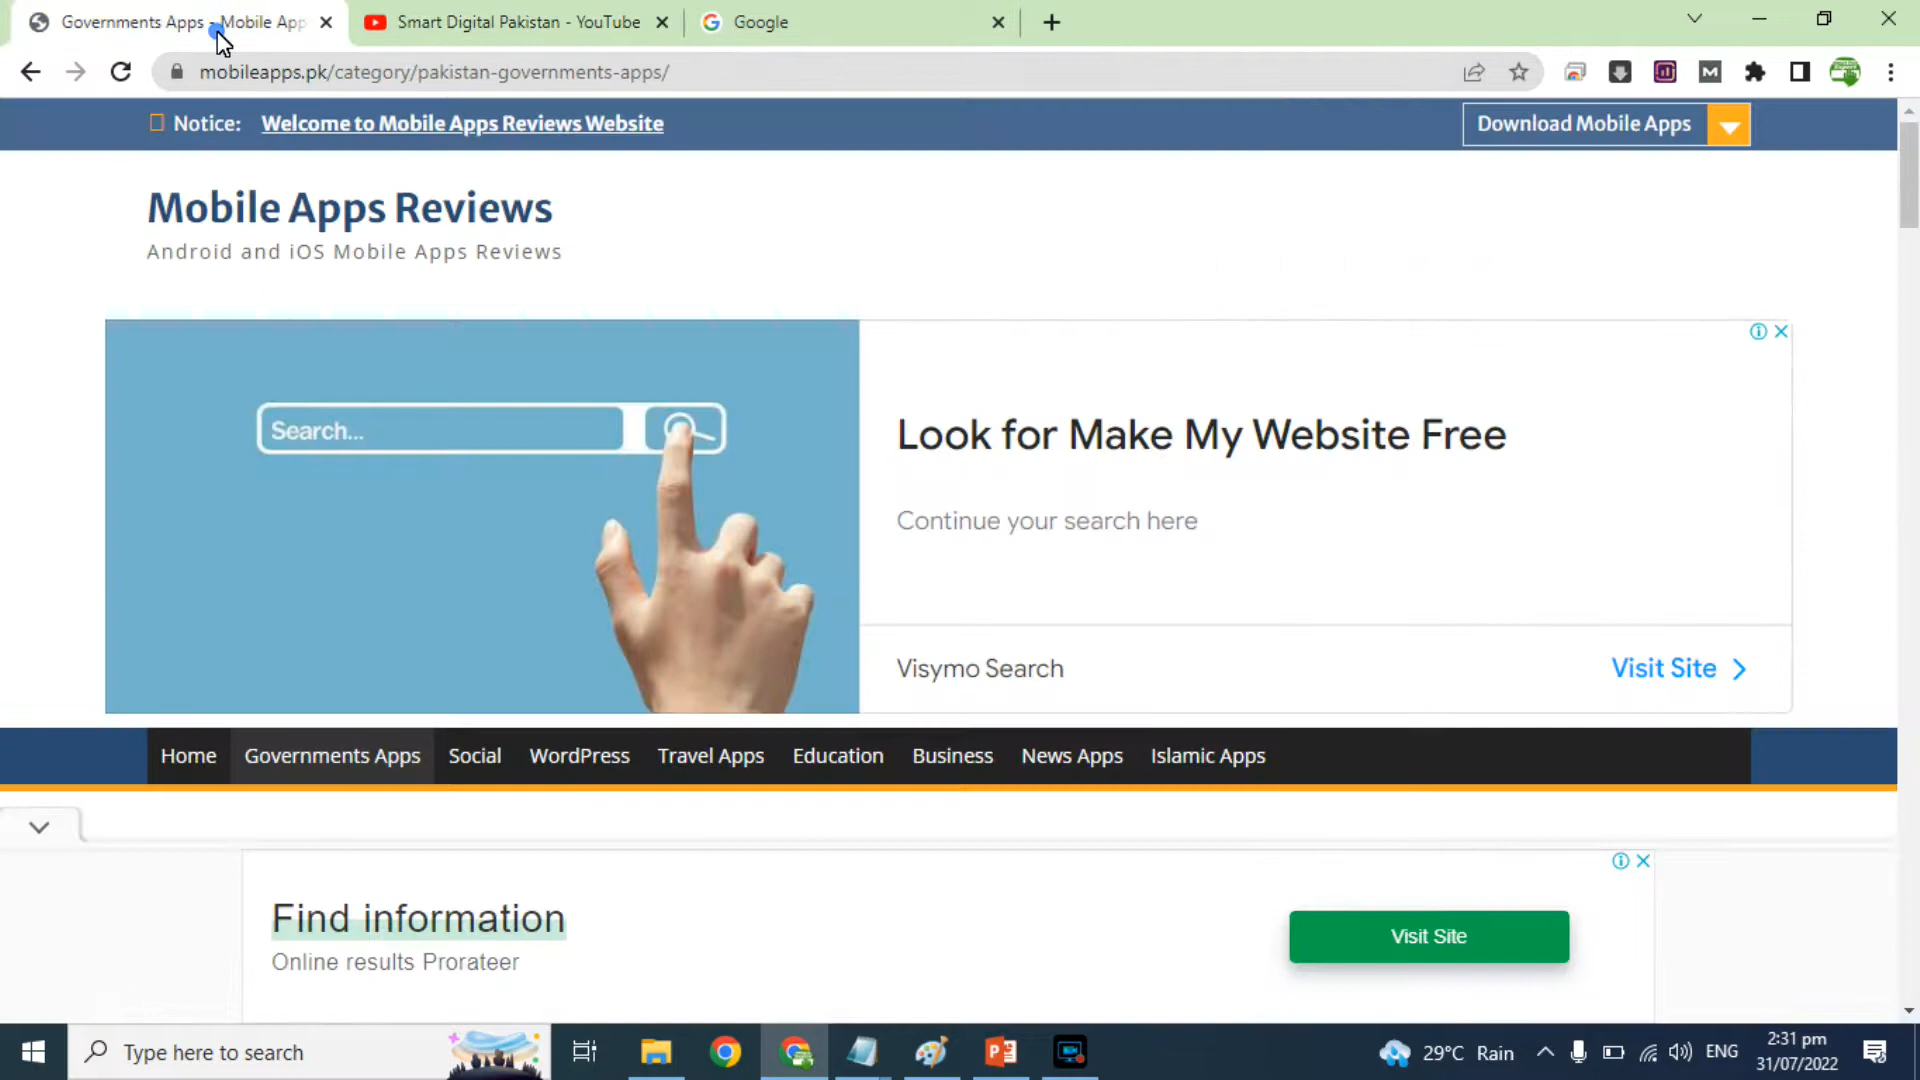 Governments Apps - Mobile App
Smart Digital Pakistan - YouTube
Google
mobileapps.pk/category/pakistan-governments-apps/
Notice: Welcome to Mobile Apps Reviews Website
Download Mobile Apps
Mobile Apps Reviews
Android and iOS Mobile Apps Reviews
Search...
Look for Make My Website Free
Continue your search here
Visymo Search
Visit Site
Home Governments Apps Social WordPress Travel Apps Education Business News Apps Islamic Apps
Find information
Online results Prorateer
Visit Site
Type here to search
29°C Rain
ENG
2:31 pm
31/07/2022